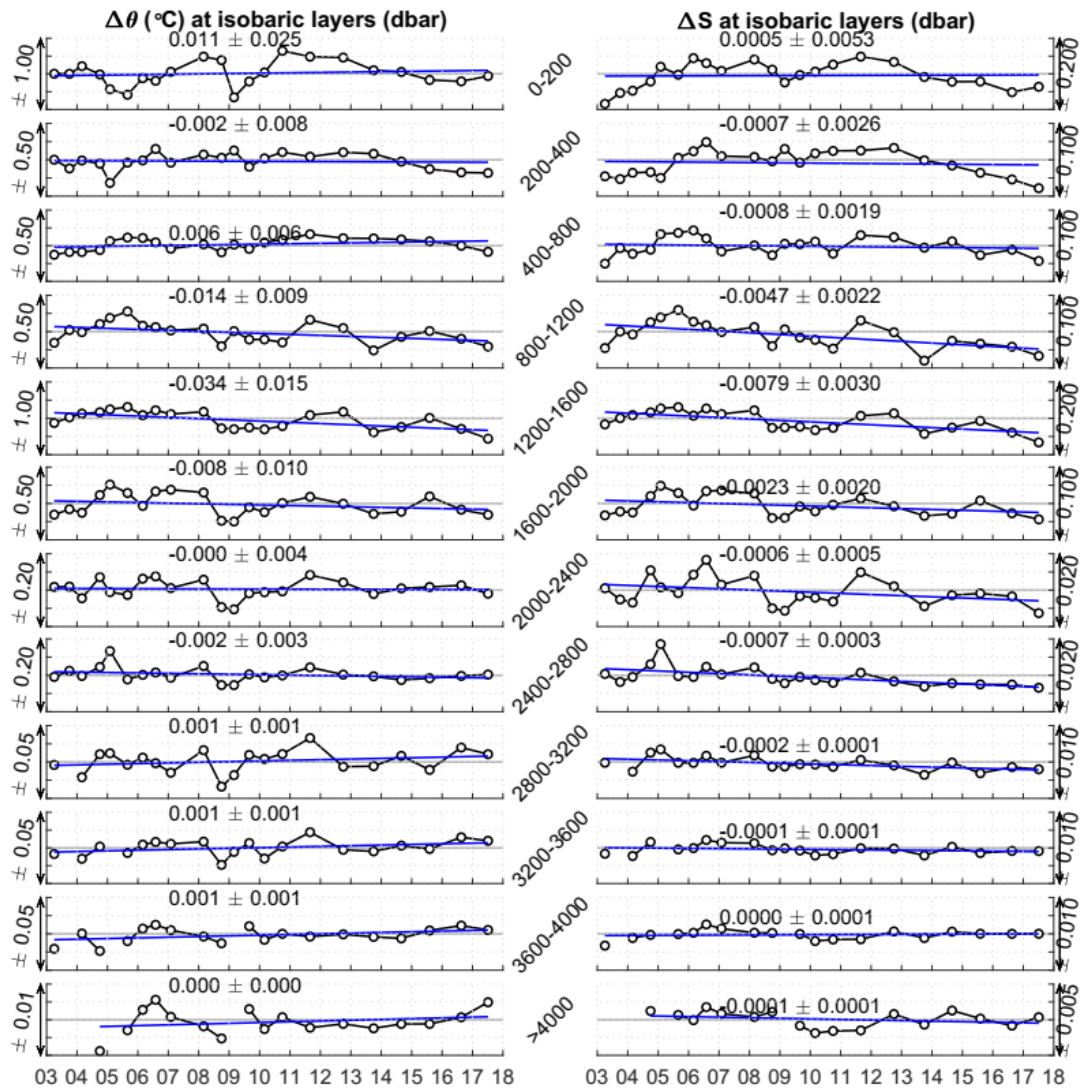 Δθ (°C) at isobaric layers (dbar)
ΔS at isobaric layers (dbar)
± 1.00
0.011 ± 0.025
0-200
0.0005 ± 0.0053
± 0.200
± 0.50
-0.002 ± 0.008
200-400
-0.0007 ± 0.0026
± 0.100
± 0.50
0.006 ± 0.006
400-800
-0.0008 ± 0.0019
± 0.100
± 0.50
-0.014 ± 0.009
800-1200
-0.0047 ± 0.0022
± 0.100
± 1.00
-0.034 ± 0.015
1200-1600
-0.0079 ± 0.0030
± 0.200
± 0.50
-0.008 ± 0.010
1600-2000
-0.0023 ± 0.0020
± 0.100
± 0.20
-0.000 ± 0.004
2000-2400
-0.0006 ± 0.0005
± 0.020
± 0.20
-0.002 ± 0.003
2400-2800
-0.0007 ± 0.0003
± 0.020
± 0.05
0.001 ± 0.001
2800-3200
-0.0002 ± 0.0001
± 0.010
± 0.05
0.001 ± 0.001
3200-3600
-0.0001 ± 0.0001
± 0.010
± 0.05
0.001 ± 0.001
3600-4000
0.0000 ± 0.0001
± 0.010
± 0.01
0.000 ± 0.000
>4000
-0.0001 ± 0.0001
± 0.005
03 04 05 06 07 08 09 10 11 12 13 14 15 16 17 18
03 04 05 06 07 08 09 10 11 12 13 14 15 16 17 18